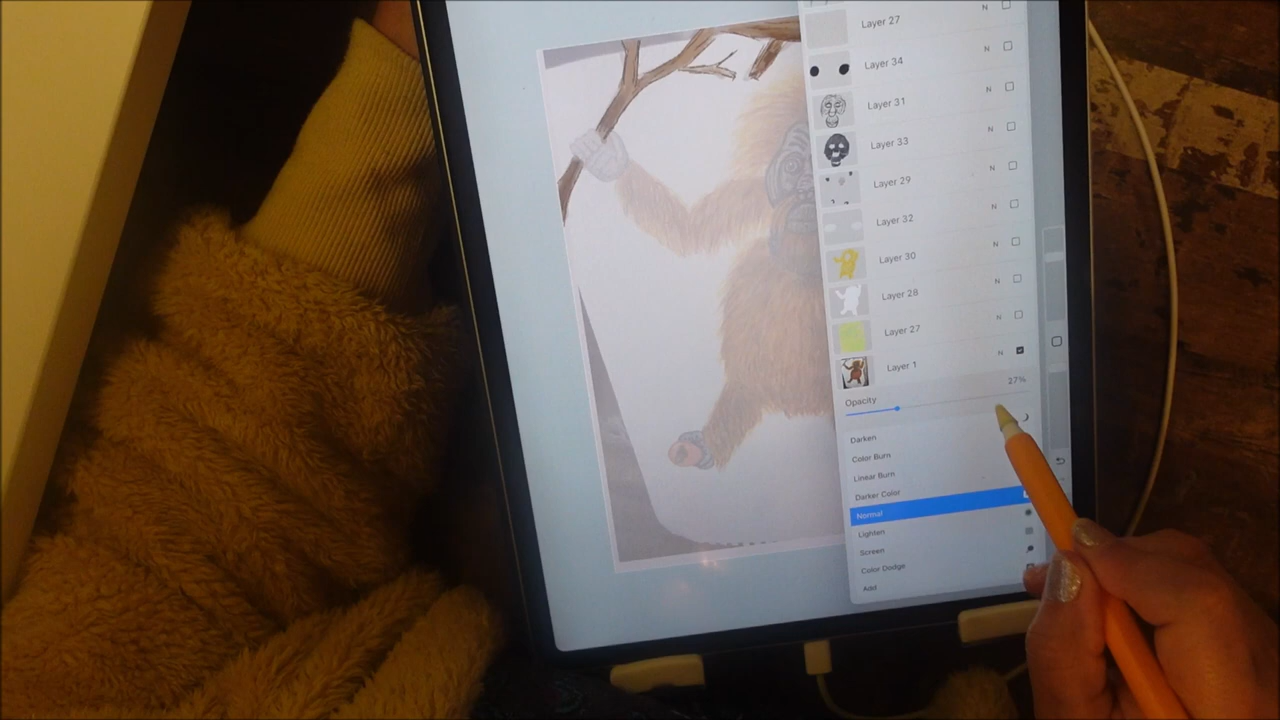 Layer 27
N
Layer 34
N
Layer 31
N
Layer 33
N
Layer 29
N
Layer 32
N
Layer 30
N
Layer 28
N
Layer 27
N
Layer 1
N
Opacity
27%
Darken
Color Burn
Linear Burn
Darker Color
Normal
Lighten
Screen
Color Dodge
Add